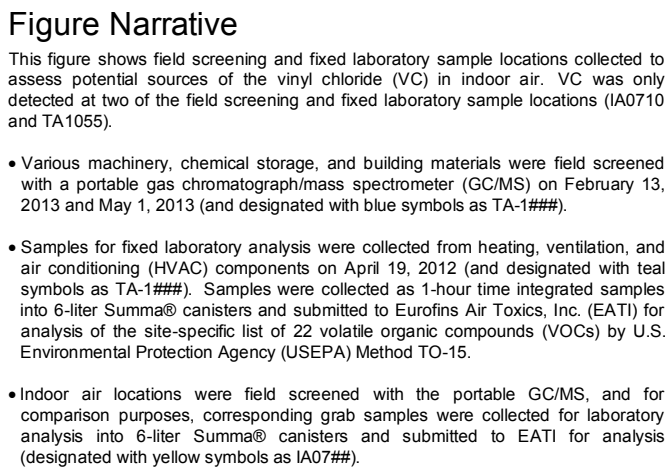 Figure Narrative
This figure shows field screening and fixed laboratory sample locations collected to
assess potential sources of the vinyl chloride (VC) in indoor air. VC was only
detected at two of the field screening and fixed laboratory sample locations (IA0710
and TA1055).
• Various machinery, chemical storage, and building materials were field screened
with a portable gas chromatograph/mass spectrometer (GC/MS) on February 13,
2013 and May 1, 2013 (and designated with blue symbols as TA-1###).
• Samples for fixed laboratory analysis were collected from heating, ventilation, and
air conditioning (HVAC) components on April 19, 2012 (and designated with teal
symbols as TA-1###). Samples were collected as 1-hour time integrated samples
into 6-liter Summa® canisters and submitted to Eurofins Air Toxics, Inc. (EATI) for
analysis of the site-specific list of 22 volatile organic compounds (VOCs) by U.S.
Environmental Protection Agency (USEPA) Method TO-15.
• Indoor air locations were field screened with the portable GC/MS, and for
comparison purposes, corresponding grab samples were collected for laboratory
analysis into 6-liter Summa® canisters and submitted to EATI for analysis
(designated with yellow symbols as IA07##).